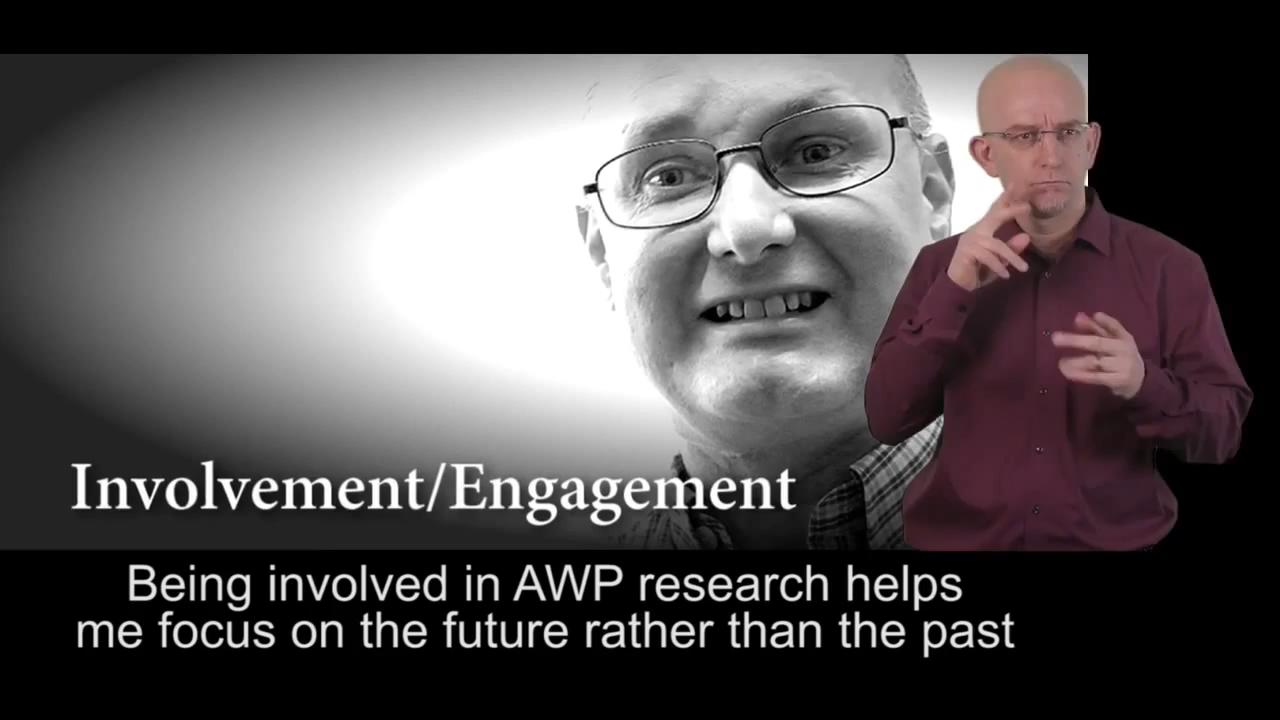 Involvement/Engagement
Being involved in AWP research helps
me focus on the future rather than the past